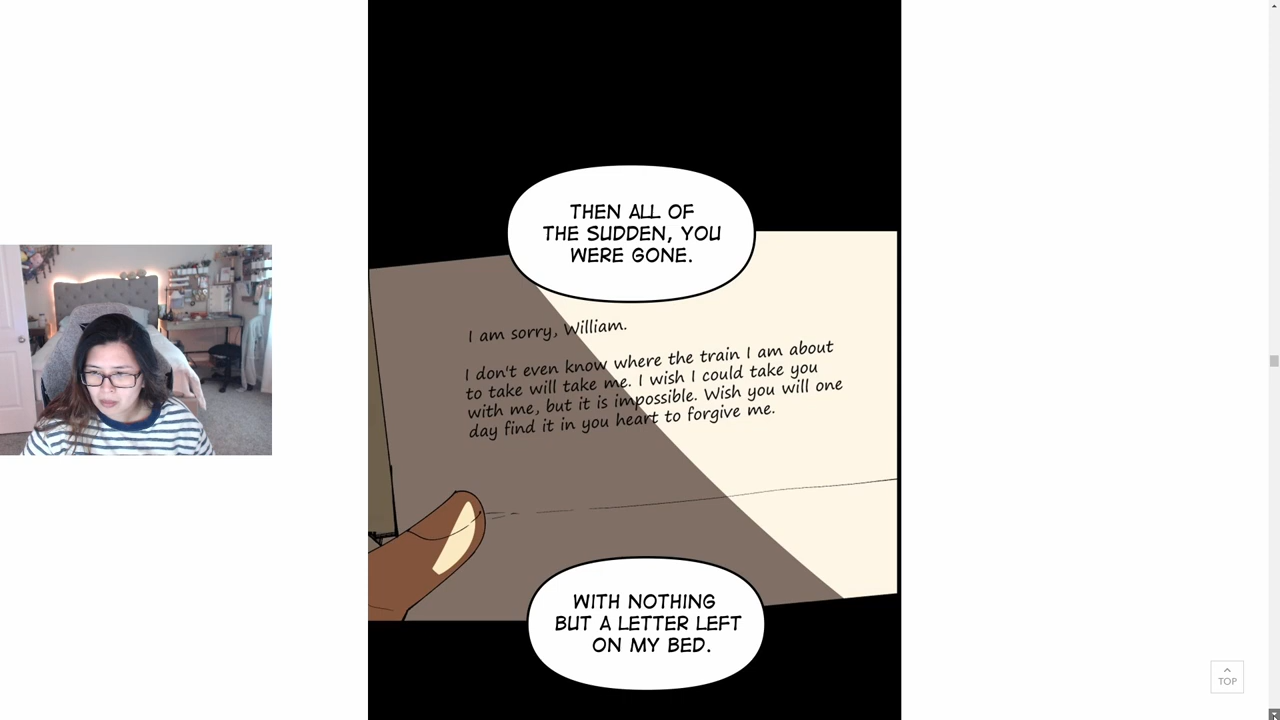 THEN ALL OF
THE SUDDEN, YOU
WERE GONE.
I am sorry, William.
I don't even know where the train I am about
to take will take me. I wish I could take you
with me, but it is impossible. Wish you will one
day find it in you heart to forgive me.
WITH NOTHING
BUT A LETTER LEFT
ON MY BED.
TOP